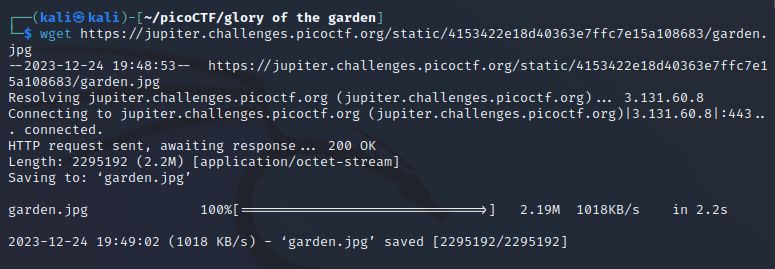 ┌──(kali㉿kali)-[~/picoCTF/glory of the garden]
└─$ wget https://jupiter.challenges.picoctf.org/static/4153422e18d40363e7ffc7e15a108683/garden.
jpg
--2023-12-24 19:48:53--  https://jupiter.challenges.picoctf.org/static/4153422e18d40363e7ffc7e1
5a108683/garden.jpg
Resolving jupiter.challenges.picoctf.org (jupiter.challenges.picoctf.org)... 3.131.60.8
Connecting to jupiter.challenges.picoctf.org (jupiter.challenges.picoctf.org)|3.131.60.8|:443..
. connected.
HTTP request sent, awaiting response... 200 OK
Length: 2295192 (2.2M) [application/octet-stream]
Saving to: ‘garden.jpg’
garden.jpg 100%[===================================>] 2.19M 1018KB/s in 2.2s
2023-12-24 19:49:02 (1018 KB/s) - ‘garden.jpg’ saved [2295192/2295192]